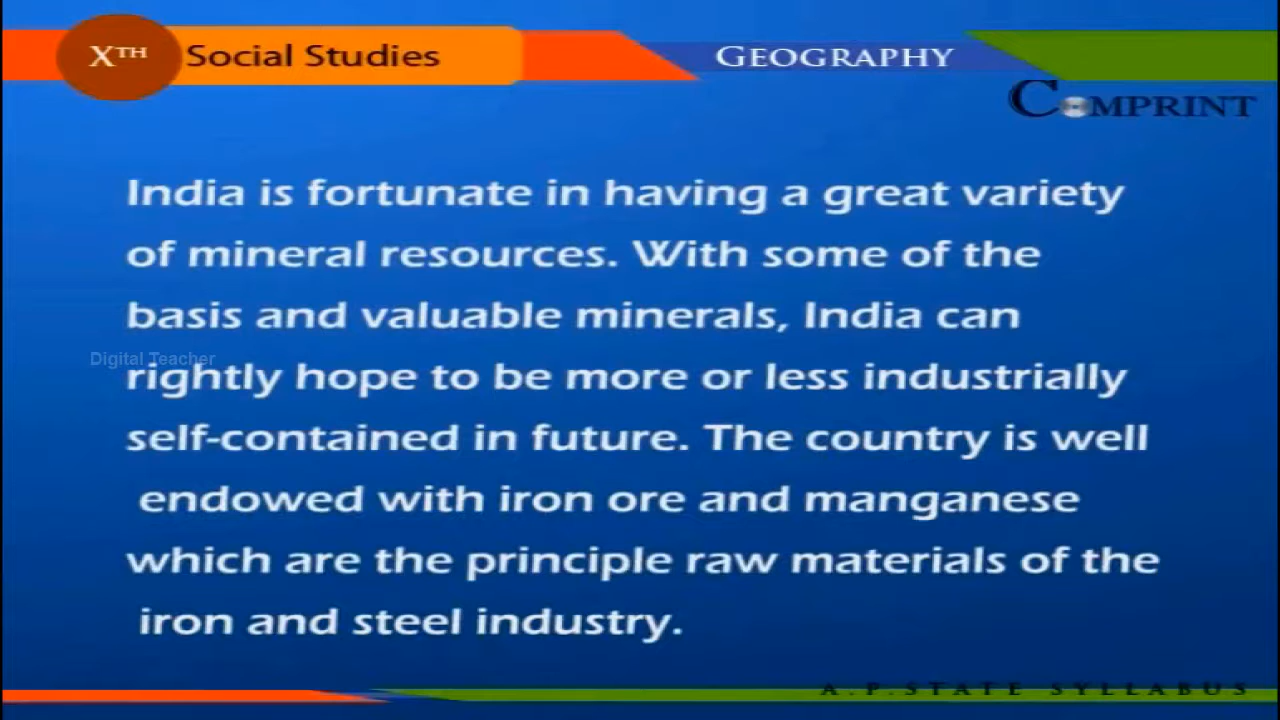 XTH Social Studies
GEOGRAPHY
COMPRINT
India is fortunate in having a great variety
of mineral resources. With some of the
basis and valuable minerals, India can
Digital Teacher
rightly hope to be more or less industrially
self-contained in future. The country is well
endowed with iron ore and manganese
which are the principle raw materials of the
iron and steel industry.
A.P.STATE SYLLABUS